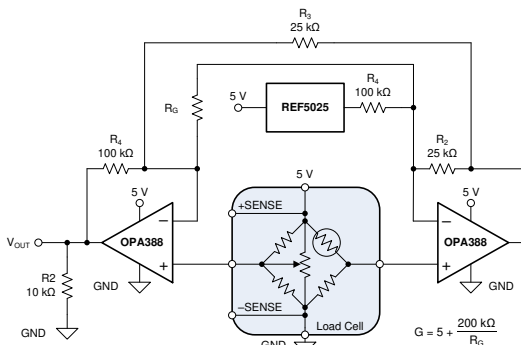 R3
25 kΩ
5 V
REF5025
R4
100 kΩ
RG
R4
100 kΩ
R2
25 kΩ
5 V
5 V
+SENSE
5 V
VOUT
OPA388
OPA388
R2
10 kΩ
GND
GND
–SENSE
Load Cell
GND
GND
G = 5 + 200 kΩ / RG